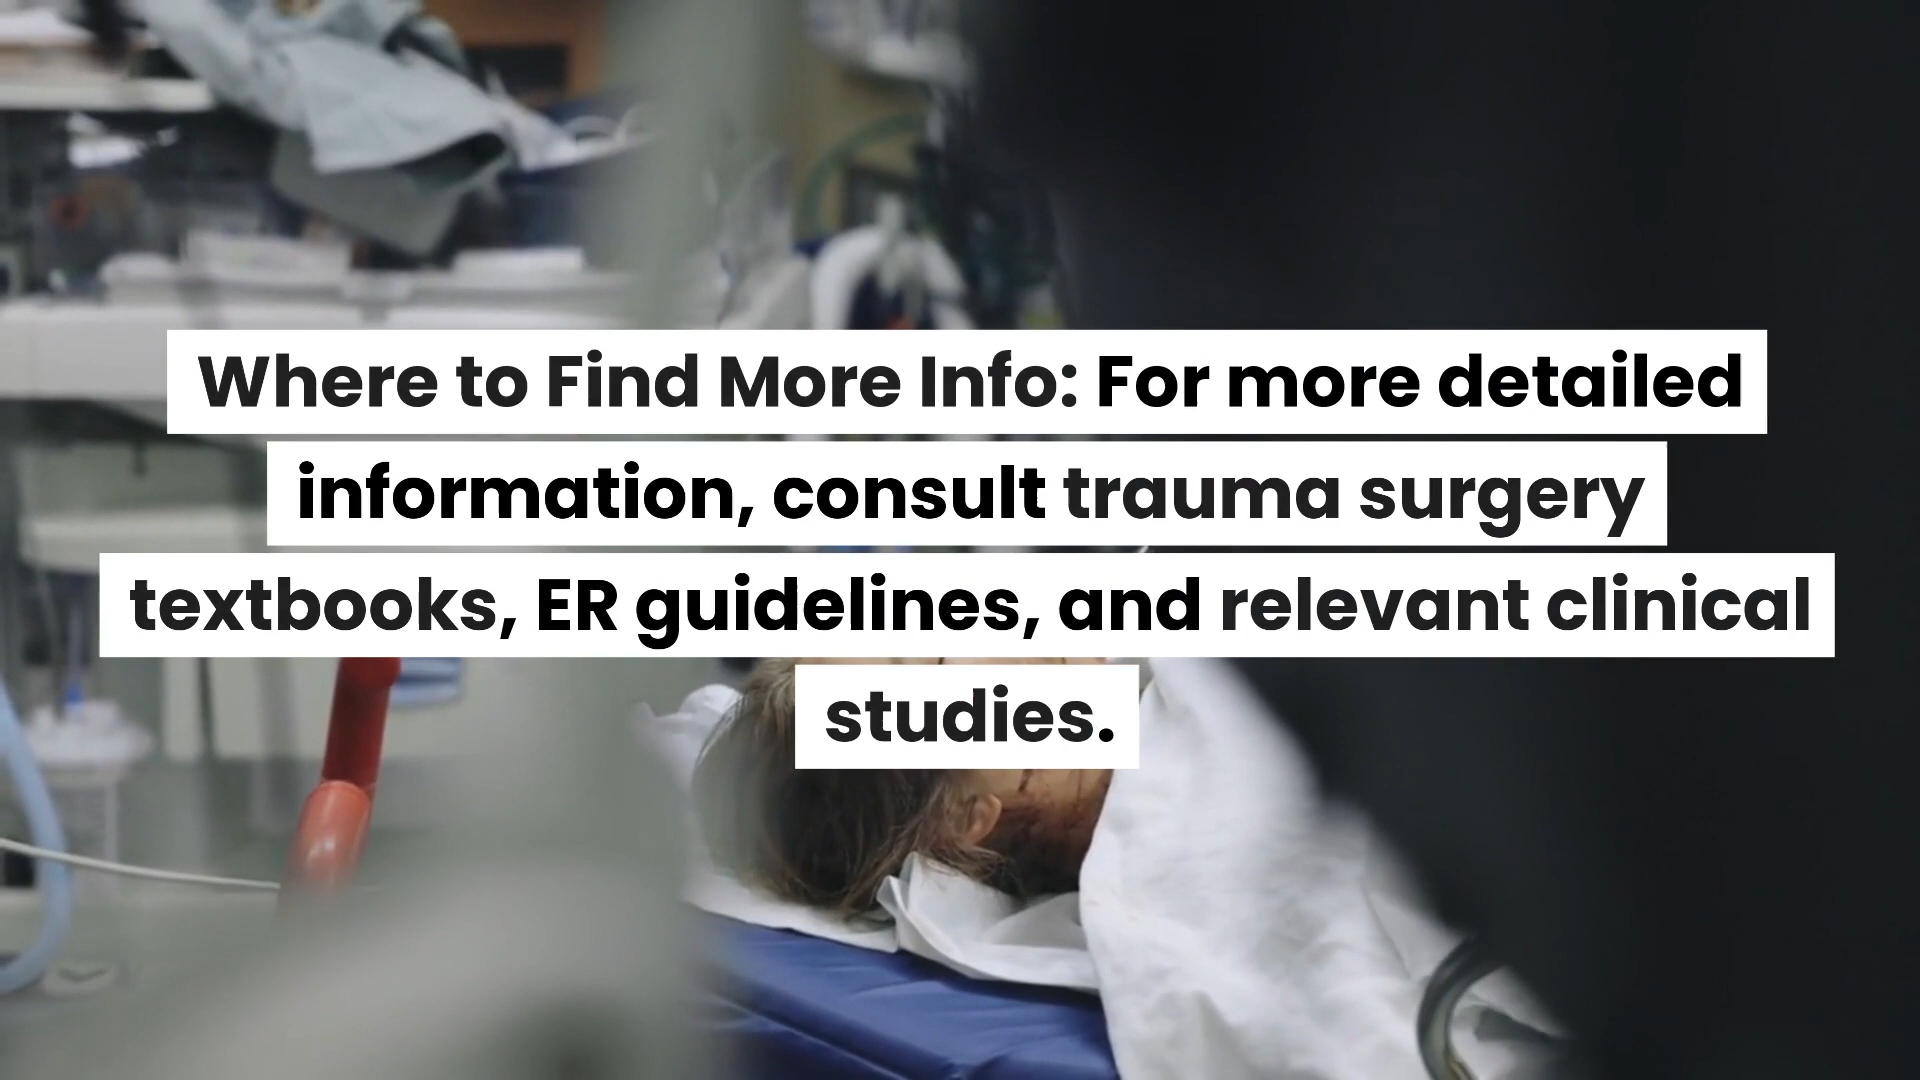 Where to Find More Info: For more detailed
information, consult trauma surgery
textbooks, ER guidelines, and relevant clinical
studies.